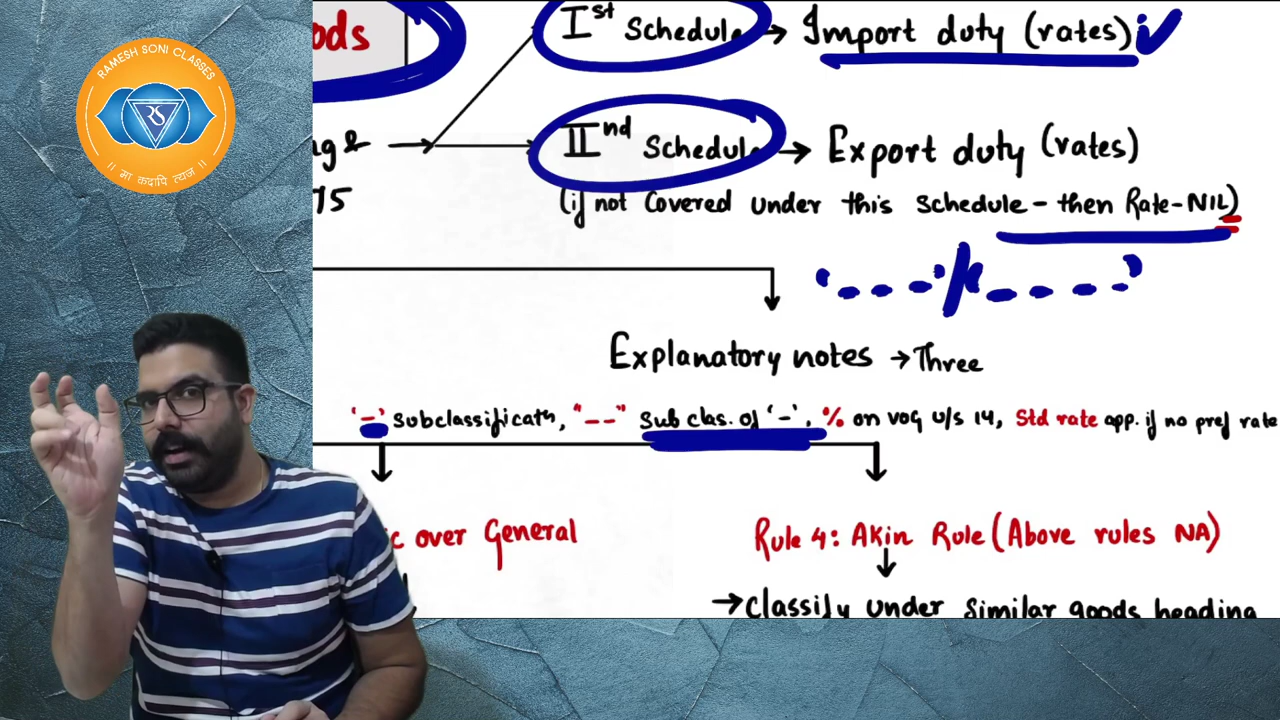 RAMESH SONI CLASSES
|| मा कदापि त्यज ||
ods
Ist Schedule → Import duty (rates)
ng & → IInd Schedule → Export duty (rates)
75
(if not Covered under this schedule - then Rate-NIL)
Explanatory notes → Three
'-' subclassificatn, "--" Sub clas. of '-', % on VOG U/S 14, Std rate app. if no pref rate
c over General
Rule 4: Akin Rule (Above rules NA)
→ Classify under similar goods heading